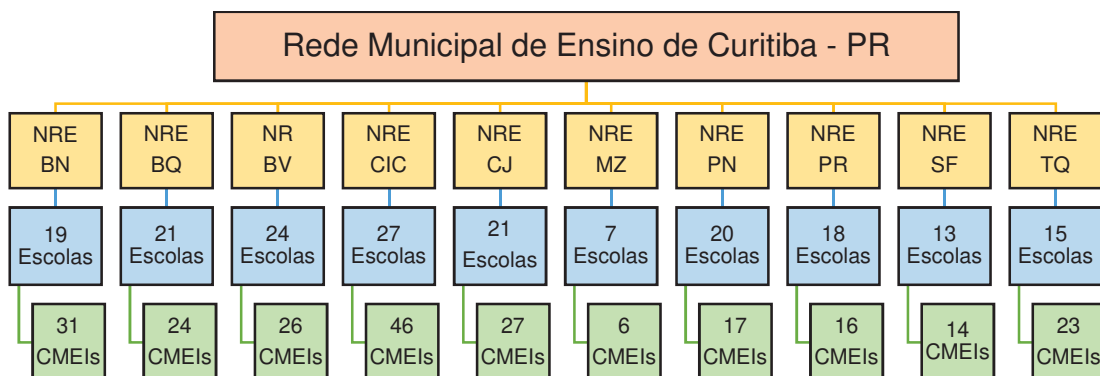 Rede Municipal de Ensino de Curitiba - PR
NRE
BN
NRE
BQ
NR
BV
NRE
CIC
NRE
CJ
NRE
MZ
NRE
PN
NRE
PR
NRE
SF
NRE
TQ
19
Escolas
21
Escolas
24
Escolas
27
Escolas
21
Escolas
7
Escolas
20
Escolas
18
Escolas
13
Escolas
15
Escolas
31
CMEIs
24
CMEIs
26
CMEIs
46
CMEIs
27
CMEIs
6
CMEIs
17
CMEIs
16
CMEIs
14
CMEIs
23
CMEIs